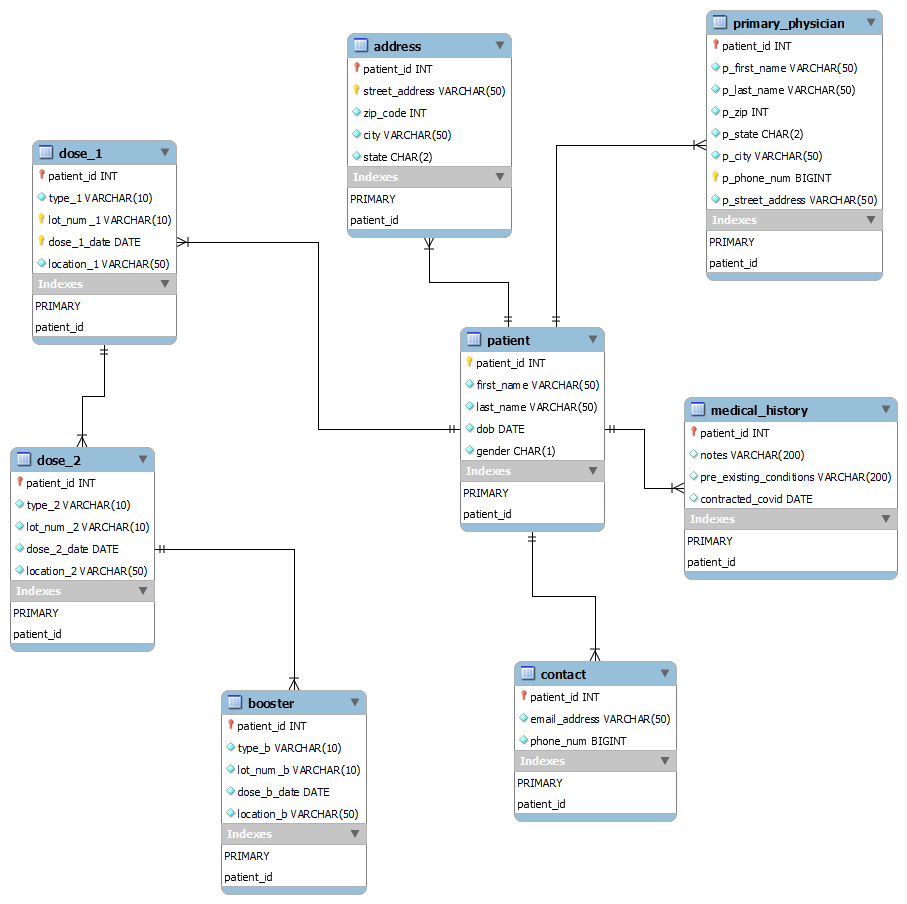 address
patient_id INT
street_address VARCHAR(50)
zip_code INT
city VARCHAR(50)
state CHAR(2)
Indexes
PRIMARY
patient_id
primary_physician
patient_id INT
p_first_name VARCHAR(50)
p_last_name VARCHAR(50)
p_zip INT
p_state CHAR(2)
p_city VARCHAR(50)
p_phone_num BIGINT
p_street_address VARCHAR(50)
Indexes
PRIMARY
patient_id
dose_1
patient_id INT
type_1 VARCHAR(10)
lot_num_1 VARCHAR(10)
dose_1_date DATE
location_1 VARCHAR(50)
Indexes
PRIMARY
patient_id
patient
patient_id INT
first_name VARCHAR(50)
last_name VARCHAR(50)
dob DATE
gender CHAR(1)
Indexes
PRIMARY
patient_id
medical_history
patient_id INT
notes VARCHAR(200)
pre_existing_conditions VARCHAR(200)
contracted_covid DATE
Indexes
PRIMARY
patient_id
dose_2
patient_id INT
type_2 VARCHAR(10)
lot_num_2 VARCHAR(10)
dose_2_date DATE
location_2 VARCHAR(50)
Indexes
PRIMARY
patient_id
contact
patient_id INT
email_address VARCHAR(50)
phone_num BIGINT
Indexes
PRIMARY
patient_id
booster
patient_id INT
type_b VARCHAR(10)
lot_num_b VARCHAR(10)
dose_b_date DATE
location_b VARCHAR(50)
Indexes
PRIMARY
patient_id